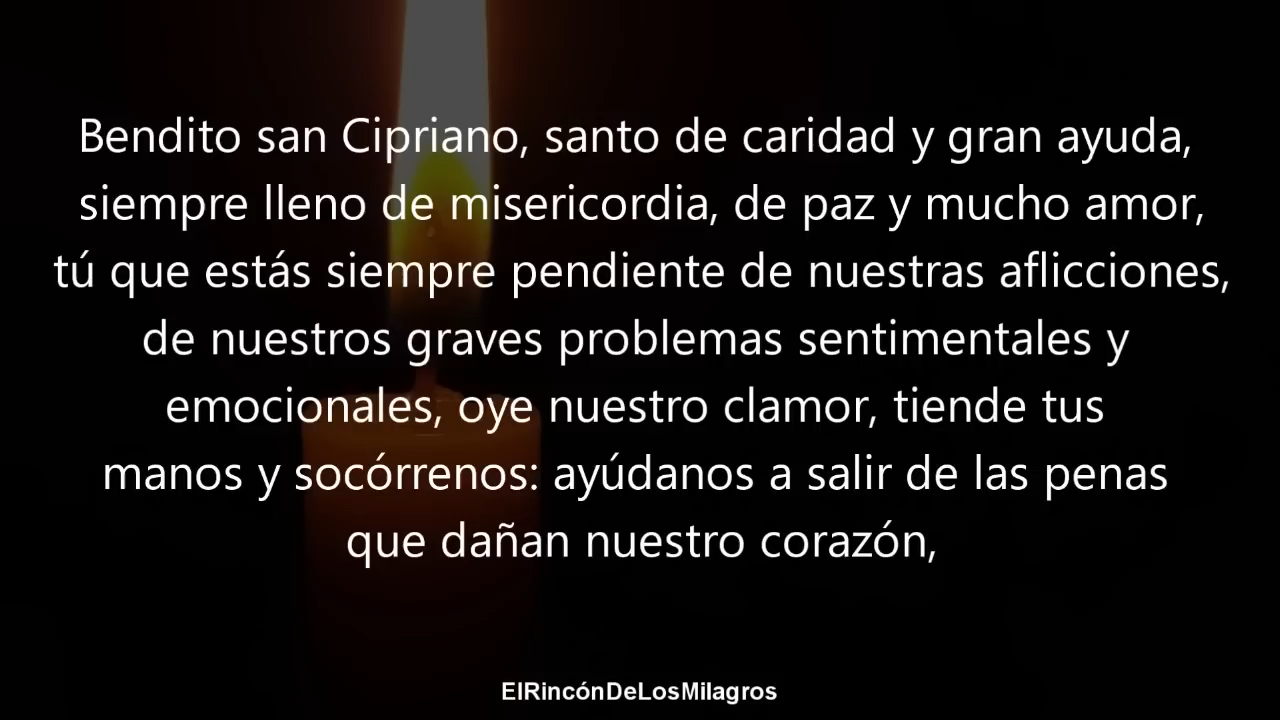 Bendito san Cipriano, santo de caridad y gran ayuda,
siempre lleno de misericordia, de paz y mucho amor,
tú que estás siempre pendiente de nuestras aflicciones,
de nuestros graves problemas sentimentales y
emocionales, oye nuestro clamor, tiende tus
manos y socórrenos: ayúdanos a salir de las penas
que dañan nuestro corazón,
ElRincónDeLosMilagros